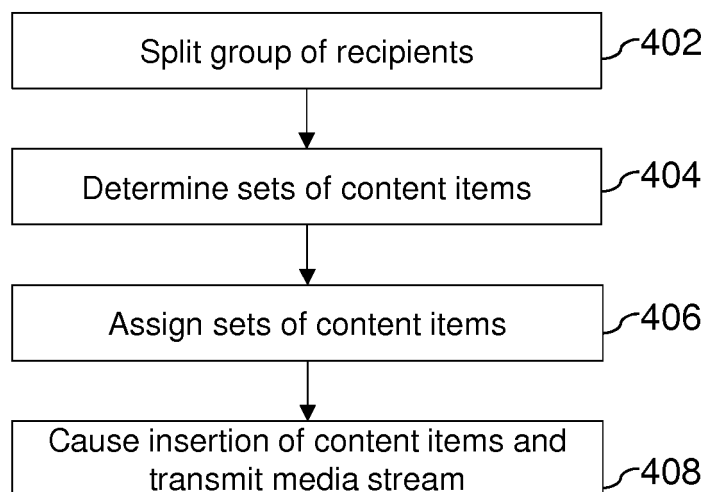 Split group of recipients
402
Determine sets of content items
404
Assign sets of content items
406
Cause insertion of content items and
transmit media stream
408